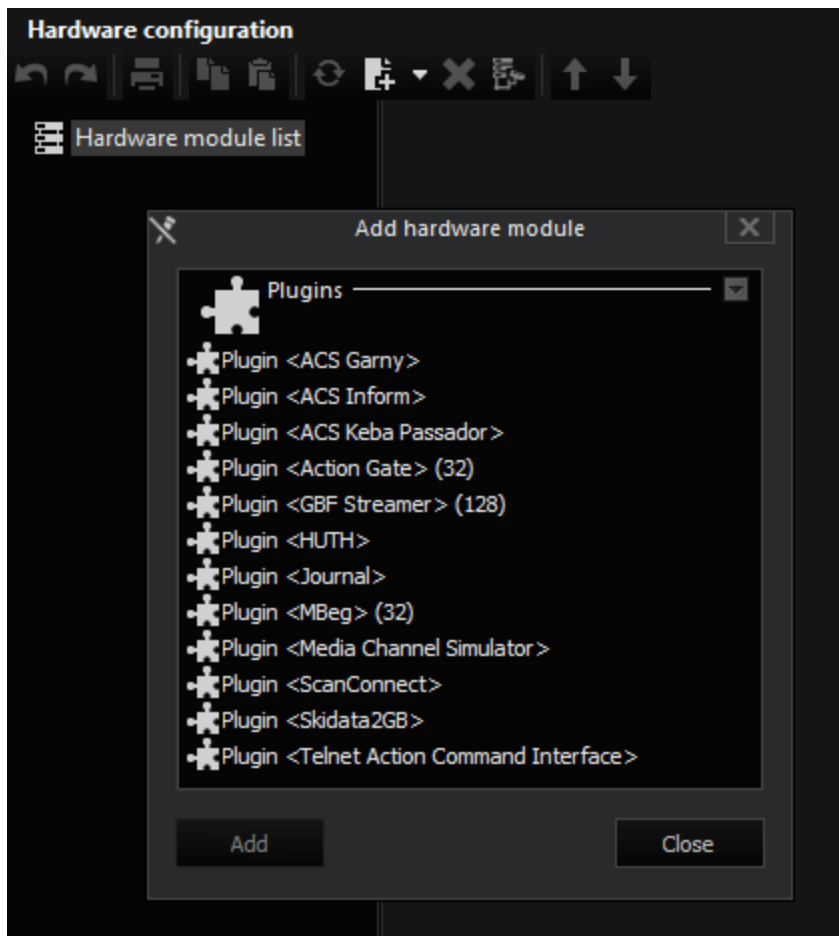 Hardware configuration
Hardware module list
Add hardware module
Plugins
Plugin <ACS Garny>
Plugin <ACS Inform>
Plugin <ACS Keba Passador>
Plugin <Action Gate> (32)
Plugin <GBF Streamer> (128)
Plugin <HUTH>
Plugin <Journal>
Plugin <MBeg> (32)
Plugin <Media Channel Simulator>
Plugin <ScanConnect>
Plugin <Skidata2GB>
Plugin <Telnet Action Command Interface>
Add
Close